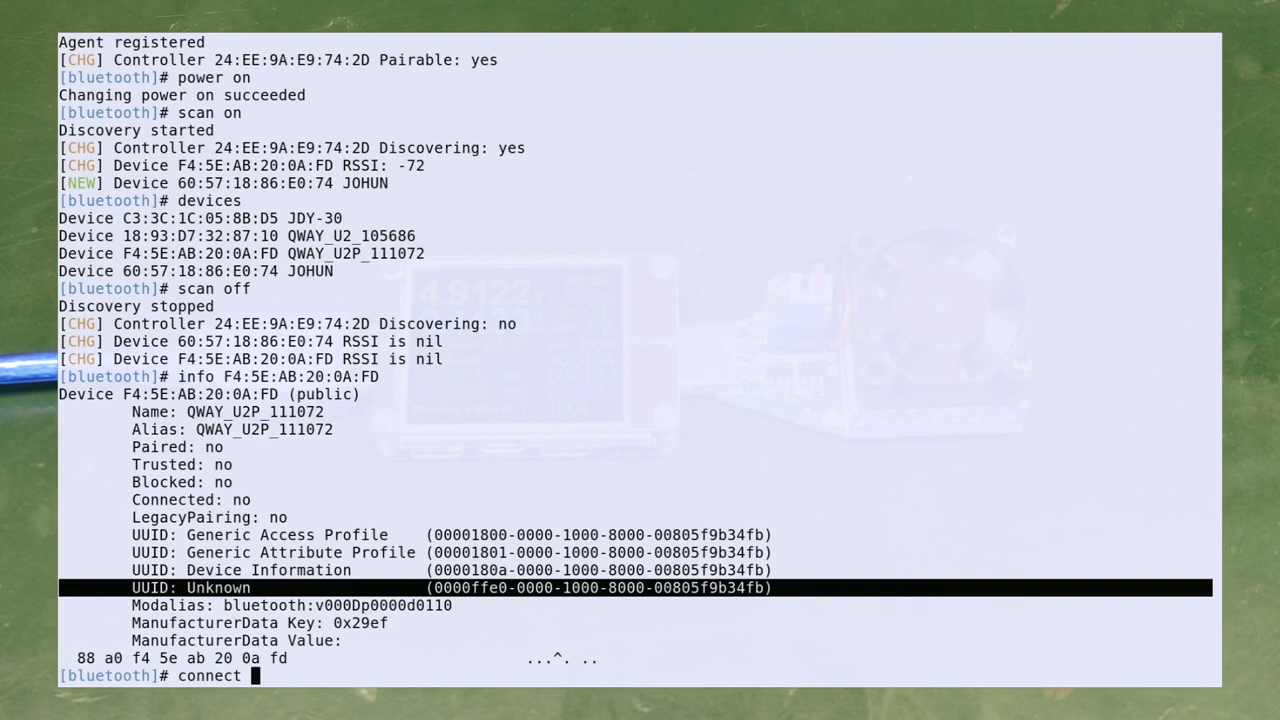 Agent registered
[CHG] Controller 24:EE:9A:E9:74:2D Pairable: yes
[bluetooth]# power on
Changing power on succeeded
[bluetooth]# scan on
Discovery started
[CHG] Controller 24:EE:9A:E9:74:2D Discovering: yes
[CHG] Device F4:5E:AB:20:0A:FD RSSI: -72
[NEW] Device 60:57:18:86:E0:74 JOHUN
[bluetooth]# devices
Device C3:3C:1C:05:8B:D5 JDY-30
Device 18:93:D7:32:87:10 QWAY_U2_105686
Device F4:5E:AB:20:0A:FD QWAY_U2P_111072
Device 60:57:18:86:E0:74 JOHUN
[bluetooth]# scan off
Discovery stopped
[CHG] Controller 24:EE:9A:E9:74:2D Discovering: no
[CHG] Device 60:57:18:86:E0:74 RSSI is nil
[CHG] Device F4:5E:AB:20:0A:FD RSSI is nil
[bluetooth]# info F4:5E:AB:20:0A:FD
Device F4:5E:AB:20:0A:FD (public)
Name: QWAY_U2P_111072
Alias: QWAY_U2P_111072
Paired: no
Trusted: no
Blocked: no
Connected: no
LegacyPairing: no
UUID: Generic Access Profile (00001800-0000-1000-8000-00805f9b34fb)
UUID: Generic Attribute Profile (00001801-0000-1000-8000-00805f9b34fb)
UUID: Device Information (0000180a-0000-1000-8000-00805f9b34fb)
UUID: Unknown (0000ffe0-0000-1000-8000-00805f9b34fb)
Modalias: bluetooth:v000Dp0000d0110
ManufacturerData Key: 0x29ef
ManufacturerData Value:
88 a0 f4 5e ab 20 0a fd ...^. ..
[bluetooth]# connect
4.9122